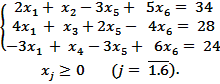 2x₁ + x₂ − 3x₅ + 5x₆ = 34
4x₁ + x₃ + 2x₅ − 4x₆ = 28
−3x₁ + x₄ − 3x₅ + 6x₆ = 24
xⱼ ≥ 0 (j = 1.6).